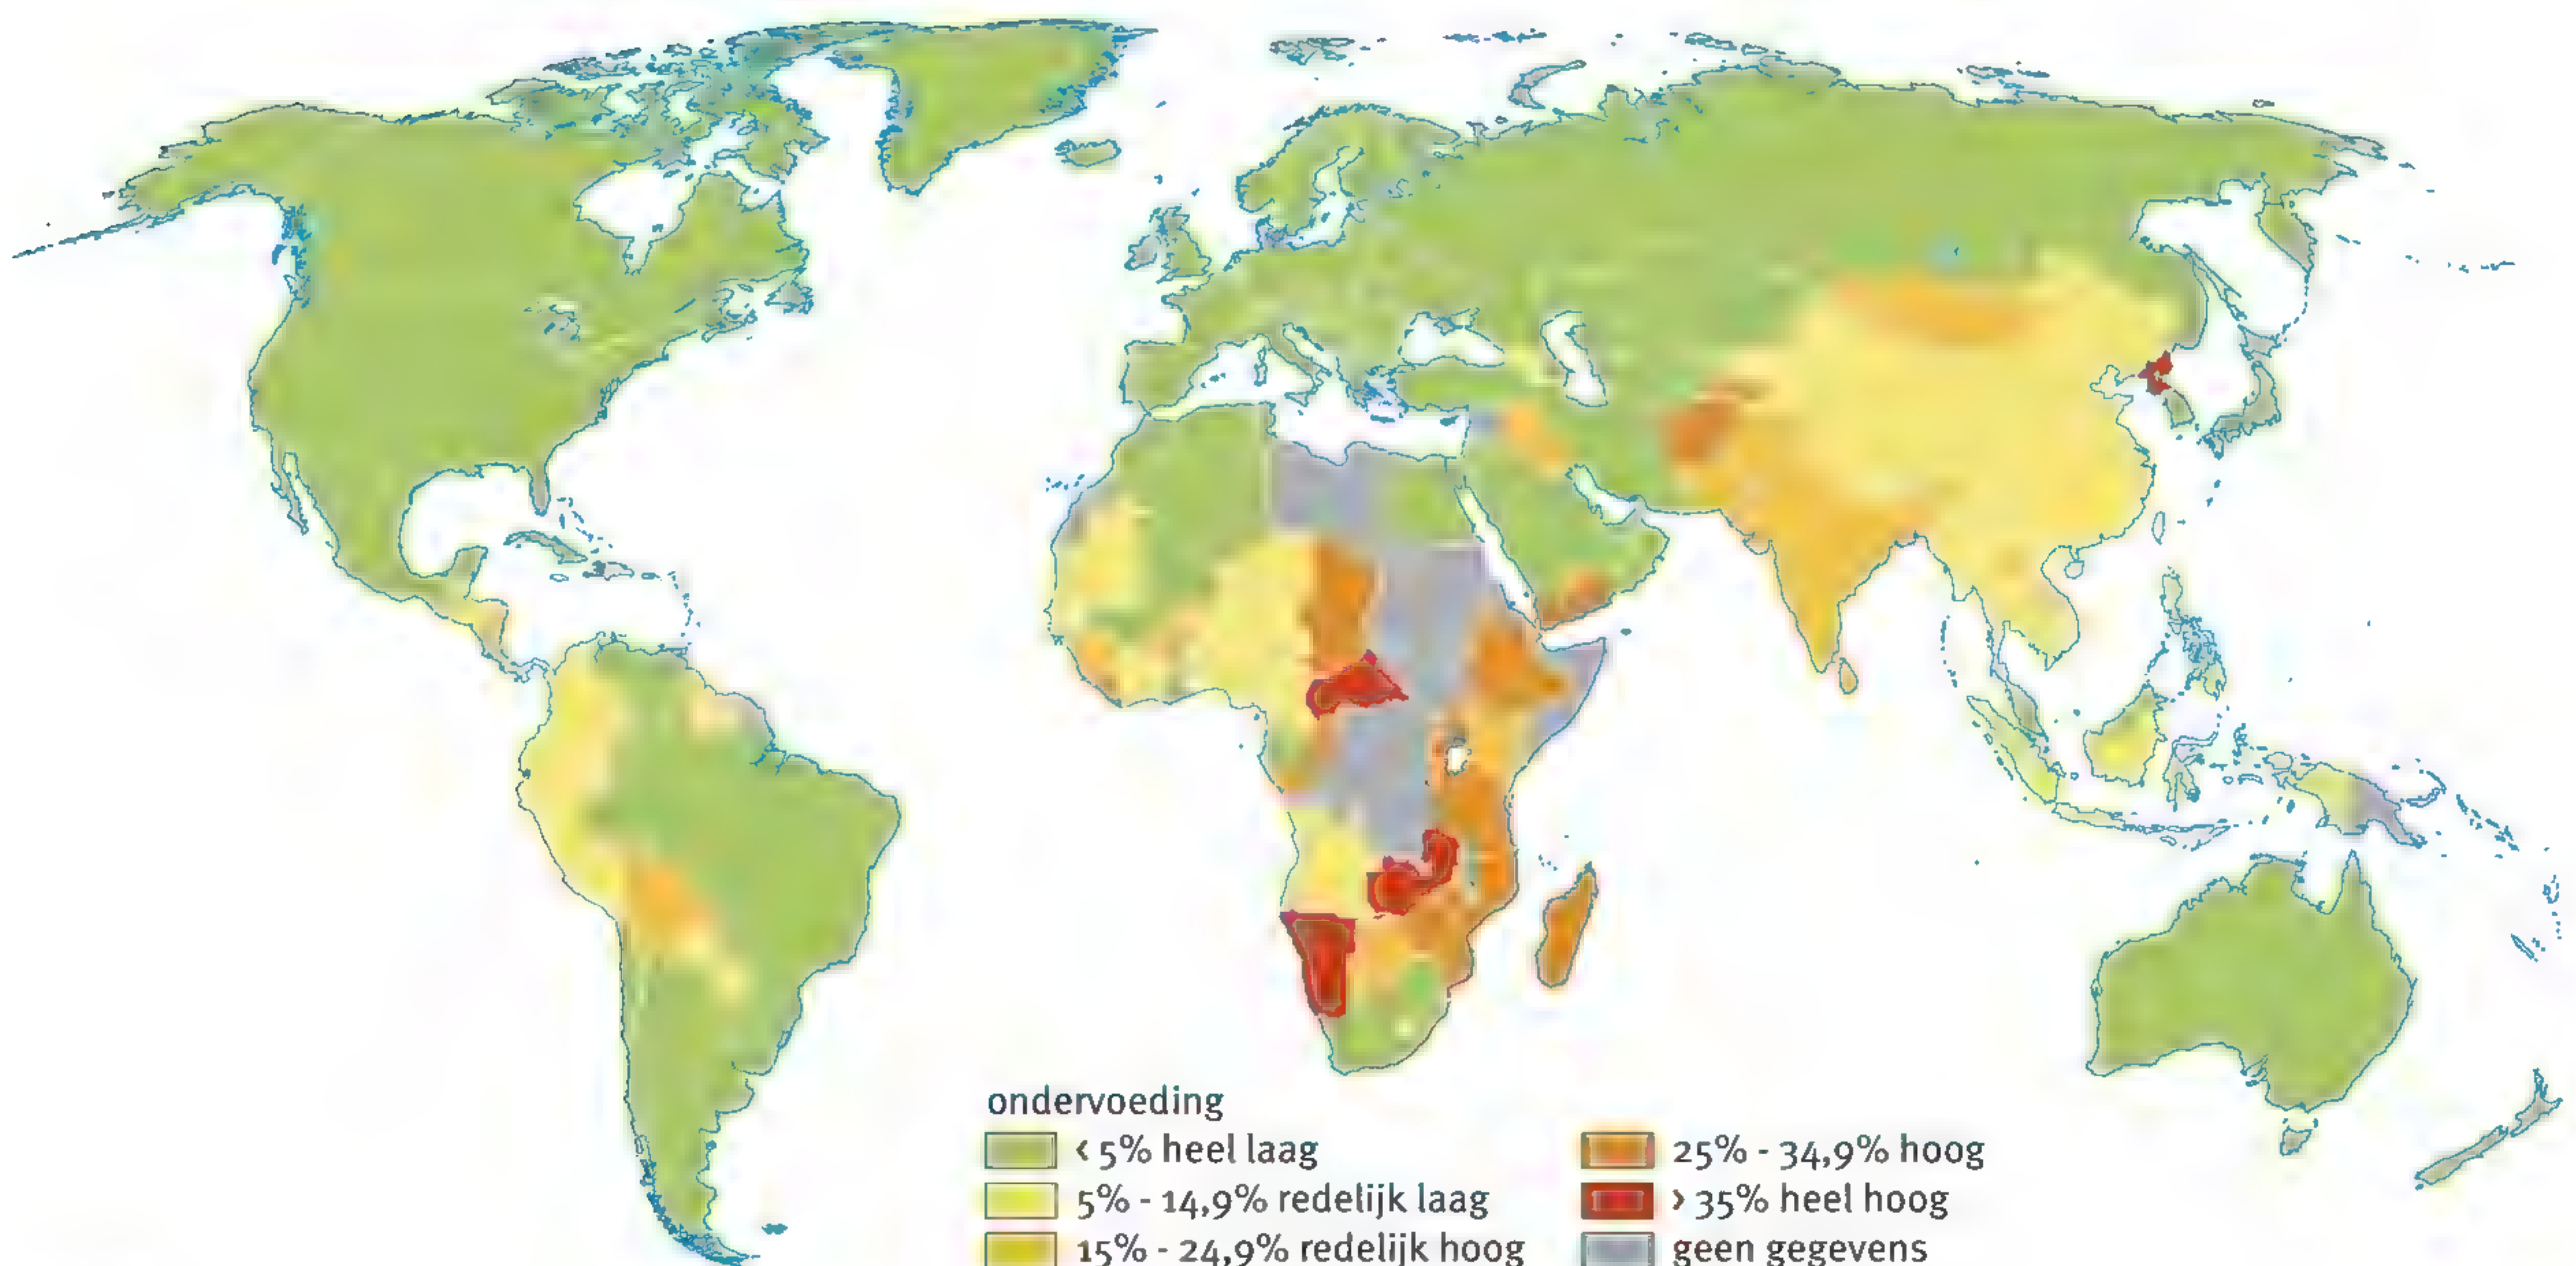 ondervoeding
< 5% heel laag
5% - 14,9% redelijk laag
15% - 24,9% redelijk hoog
25% - 34,9% hoog
> 35% heel hoog
geen gegevens